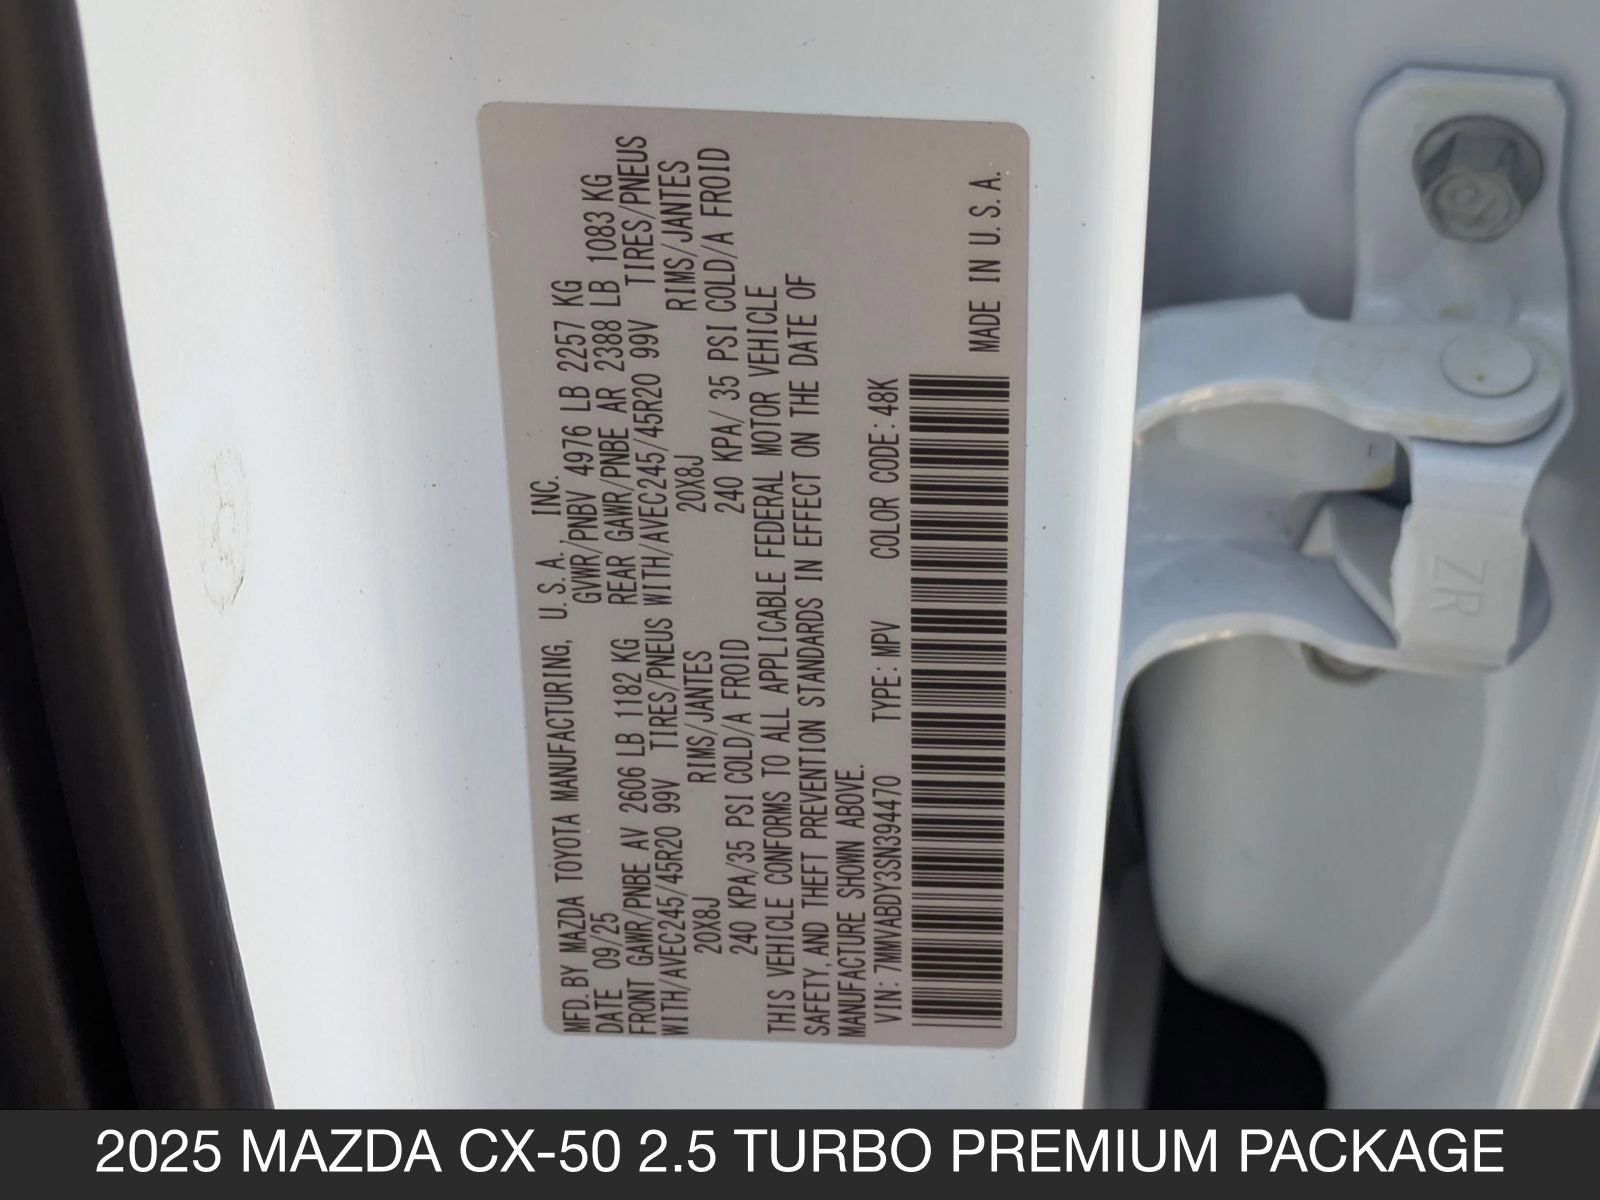 MFD. BY MAZDA TOYOTA MANUFACTURING, U.S.A., INC.
DATE 09/25 GVWR/PNBV 4976 LB 2257 KG
FRONT GAWR/PNBE AV 2606 LB 1182 KG REAR GAWR/PNBE AR 2388 LB 1083 KG
WITH/AVEC245/45R20 99V TIRES/PNEUS WITH/AVEC245/45R20 99V TIRES/PNEUS
20X8J RIMS/JANTES 20X8J RIMS/JANTES
240 KPA/35 PSI COLD/A FROID 240 KPA/ 35 PSI COLD/A FROID
THIS VEHICLE CONFORMS TO ALL APPLICABLE FEDERAL MOTOR VEHICLE
SAFETY, AND THEFT PREVENTION STANDARDS IN EFFECT ON THE DATE OF
MANUFACTURE SHOWN ABOVE.
VIN: 7MMVABDY3SN394470 TYPE: MPV COLOR CODE: 48K
MADE IN U.S.A.
ZR
2025 MAZDA CX-50 2.5 TURBO PREMIUM PACKAGE